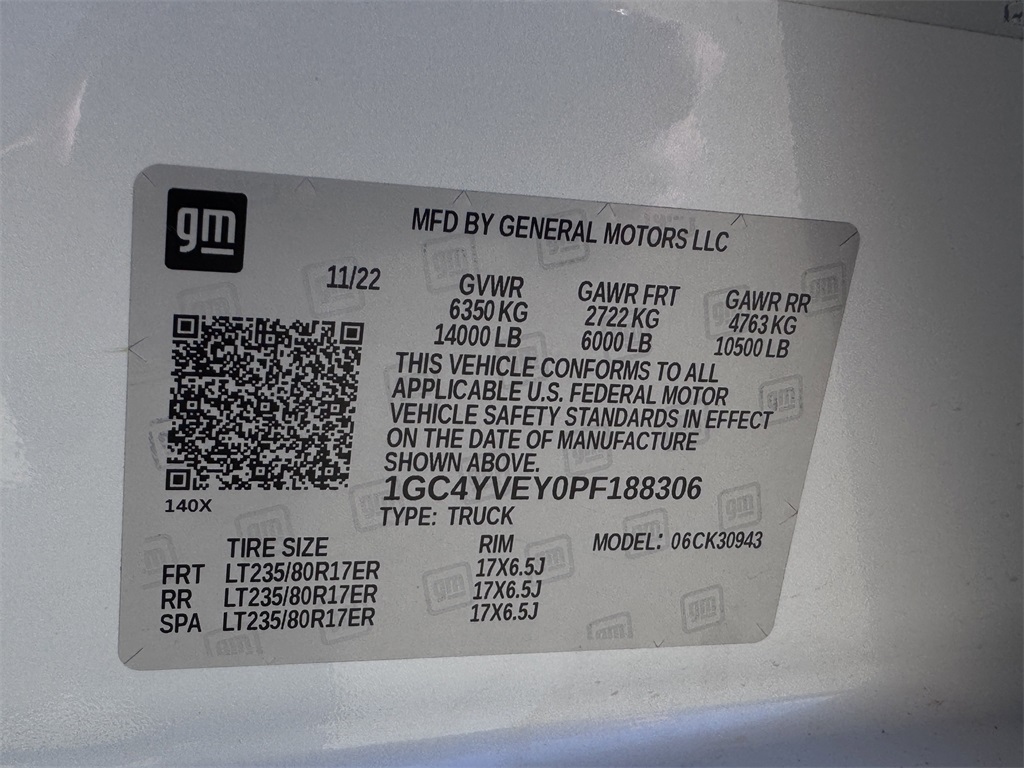 gm
MFD BY GENERAL MOTORS LLC
11/22
GVWR GAWR FRT GAWR RR
6350 KG 2722 KG 4763 KG
14000 LB 6000 LB 10500 LB
THIS VEHICLE CONFORMS TO ALL
APPLICABLE U.S. FEDERAL MOTOR
VEHICLE SAFETY STANDARDS IN EFFECT
ON THE DATE OF MANUFACTURE
SHOWN ABOVE.
1GC4YVEY0PF188306
140X
TYPE: TRUCK
TIRE SIZE RIM MODEL: 06CK30943
FRT LT235/80R17ER 17X6.5J
RR LT235/80R17ER 17X6.5J
SPA LT235/80R17ER 17X6.5J